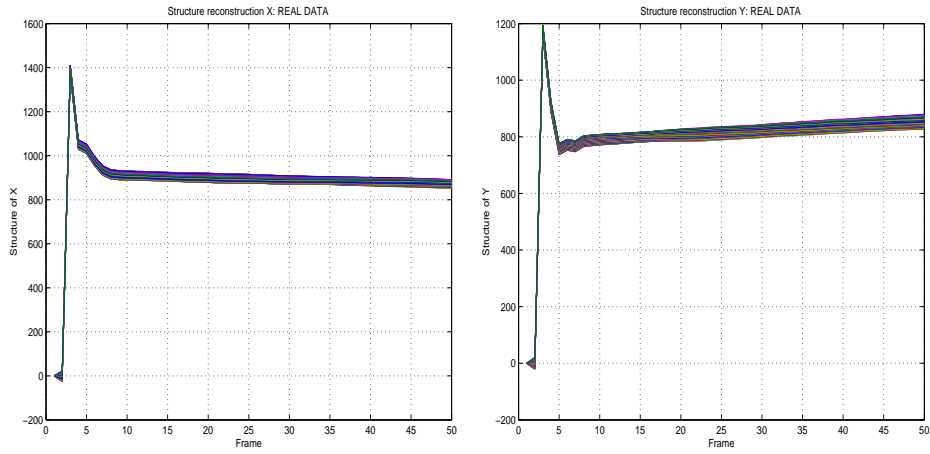 Structure reconstruction X: REAL DATA
1600
1400
1200
1000
800
600
400
200
0
−200
0 5 10 15 20 25 30 35 40 45 50
Frame
Structure of X
Structure reconstruction Y: REAL DATA
1200
1000
800
600
400
200
0
−200
0 5 10 15 20 25 30 35 40 45 50
Frame
Structure of Y